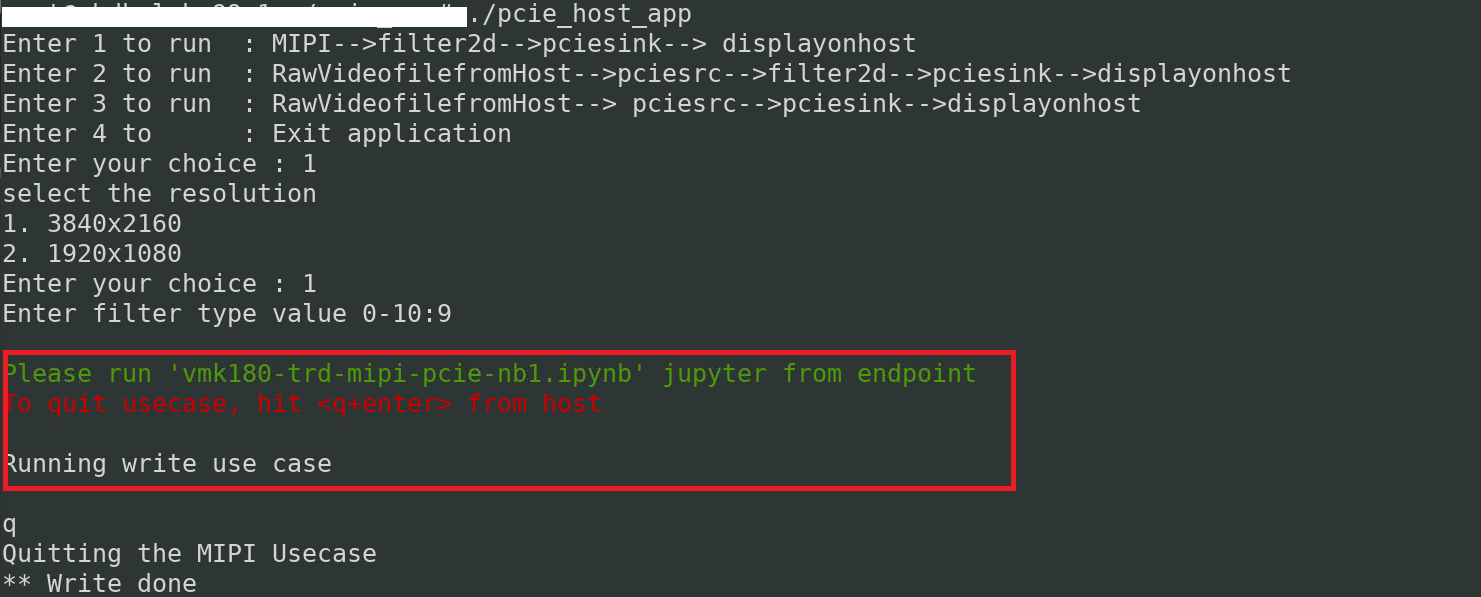 ./pcie_host_app
Enter 1 to run  : MIPI-->filter2d-->pciesink--> displayonhost
Enter 2 to run  : RawVideofilefromHost-->pciesrc-->filter2d-->pciesink-->displayonhost
Enter 3 to run  : RawVideofilefromHost--> pciesrc-->pciesink-->displayonhost
Enter 4 to      : Exit application
Enter your choice : 1
select the resolution
1. 3840x2160
2. 1920x1080
Enter your choice : 1
Enter filter type value 0-10:9
Please run 'vmk180-trd-mipi-pcie-nb1.ipynb' jupyter from endpoint
To quit usecase, hit <q+enter> from host
Running write use case
q
Quitting the MIPI Usecase
** Write done